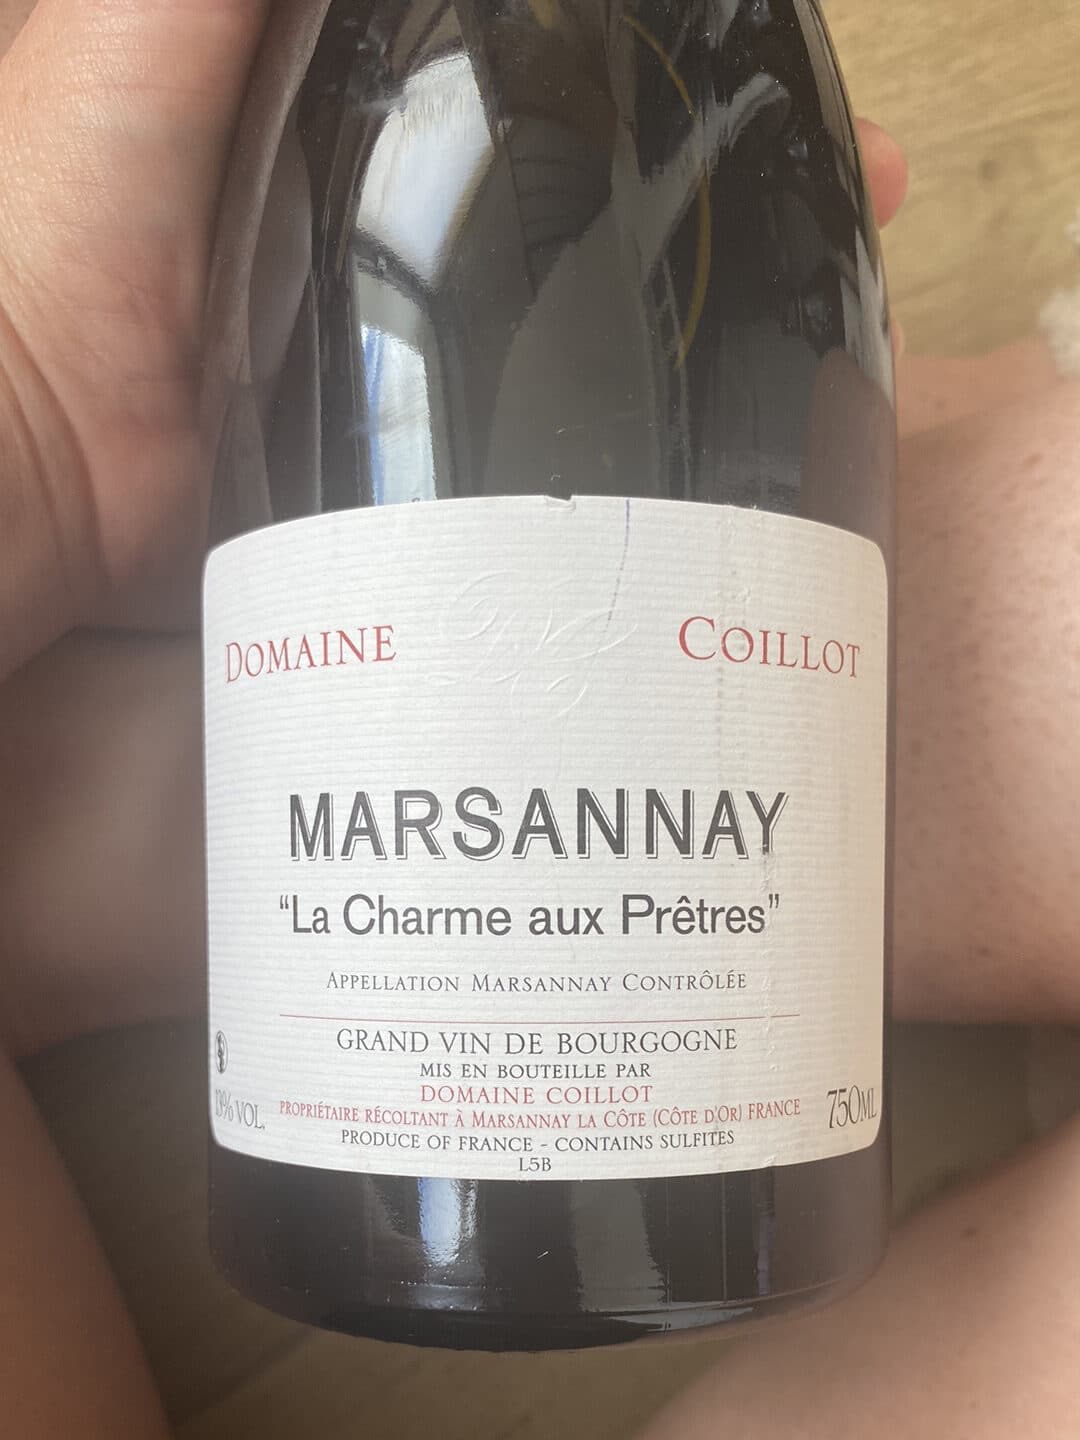 DOMAINE COILLOT
MARSANNAY
“La Charme aux Prêtres”
APPELLATION MARSANNAY CONTRÔLÉE
GRAND VIN DE BOURGOGNE
MIS EN BOUTEILLE PAR
DOMAINE COILLOT
13% VOL. PROPRIÉTAIRE RÉCOLTANT À MARSANNAY LA CÔTE (CÔTE D'OR) FRANCE 750ML
PRODUCE OF FRANCE - CONTAINS SULFITES
L5B